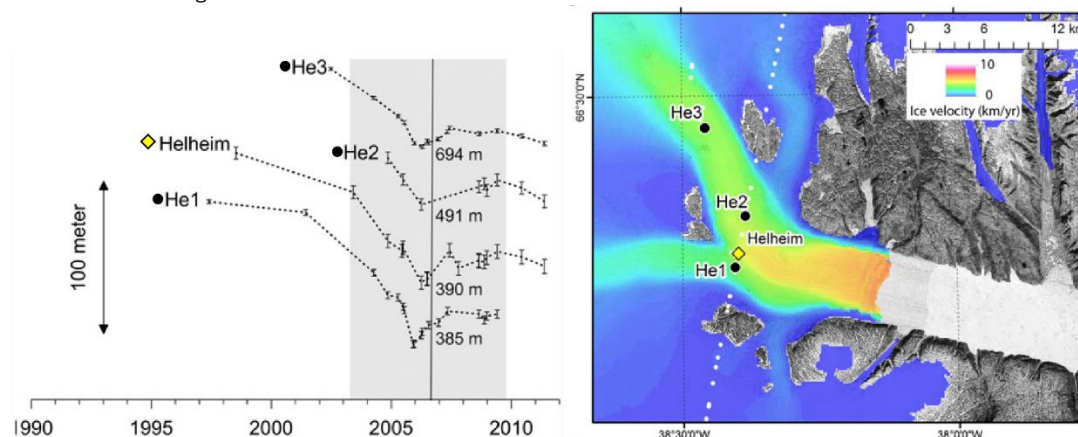 He3
Helheim
He2
He1
100 meter
694 m
491 m
390 m
385 m
1990 1995 2000 2005 2010
0 3 6 12 km
10
0
Ice velocity (km/yr)
66°30'N
He3
He2
Helheim
He1
38°30'0"W 38°0'0"W